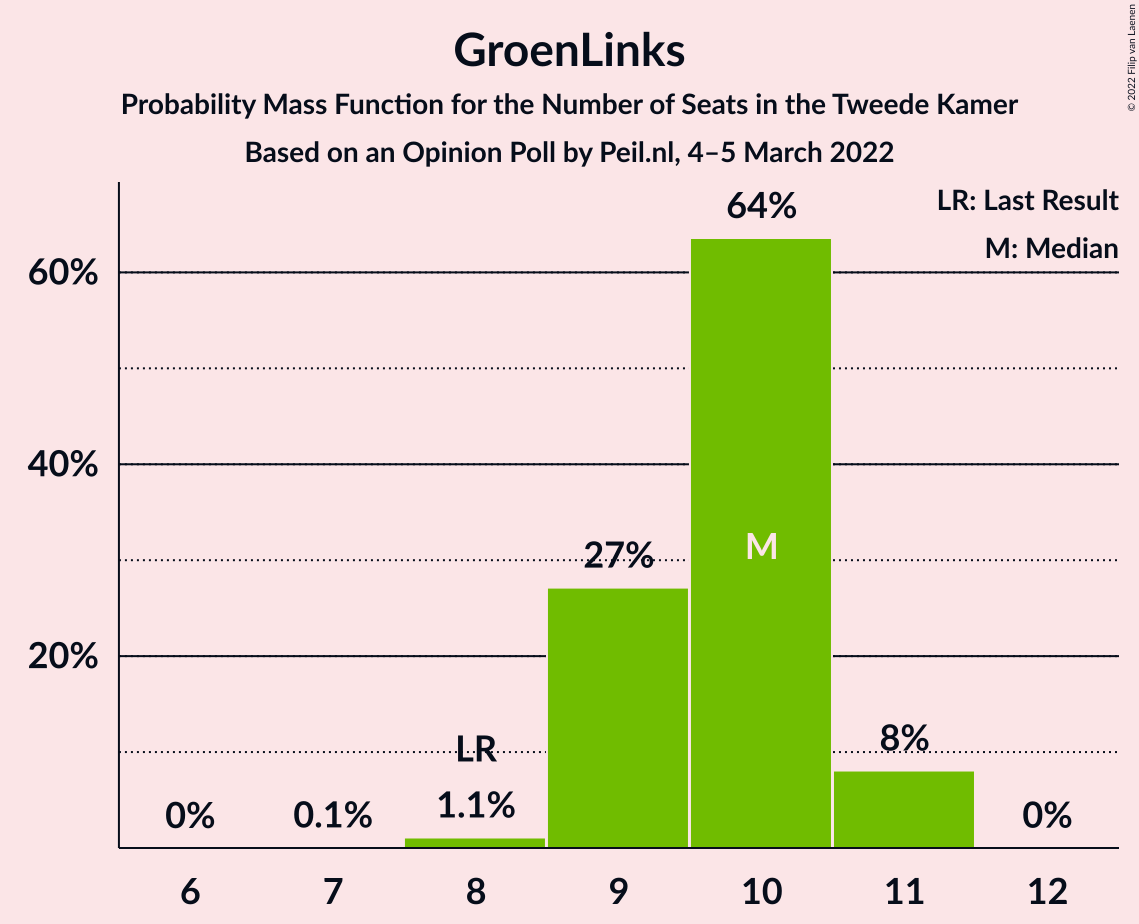 GroenLinks
Probability Mass Function for the Number of Seats in the Tweede Kamer
Based on an Opinion Poll by Peil.nl, 4–5 March 2022
© 2022 Filip van Laenen
LR: Last Result
M: Median
60%
40%
20%
0%
0.1%
LR
1.1%
27%
64%
M
8%
0%
6
7
8
9
10
11
12